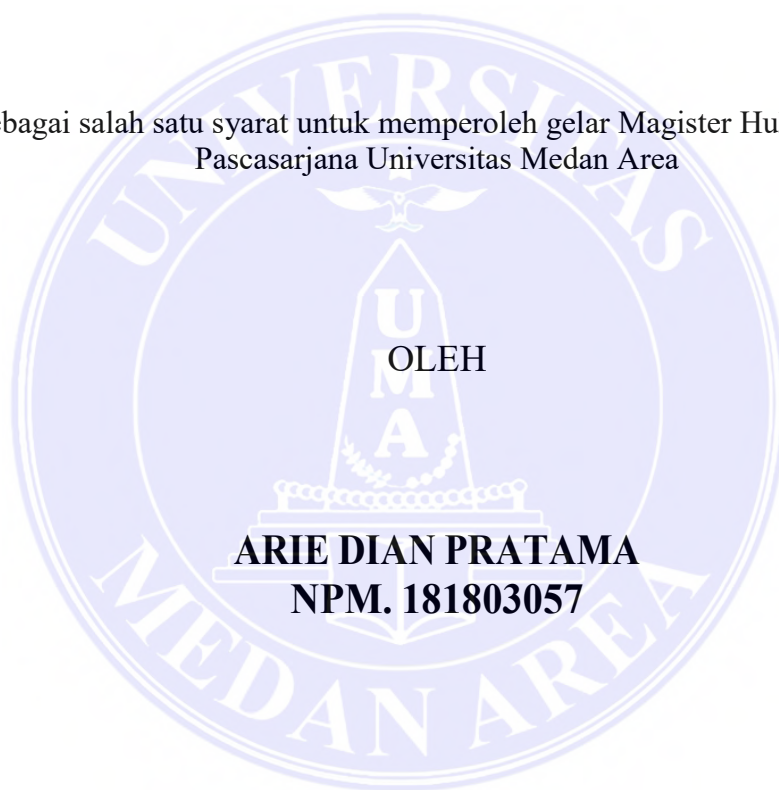 ebagai salah satu syarat untuk memperoleh gelar Magister Hu
Pascasarjana Universitas Medan Area
OLEH
ARIE DIAN PRATAMA
NPM. 181803057
UNIVERSITAS
MEDAN AREA
U
M
A